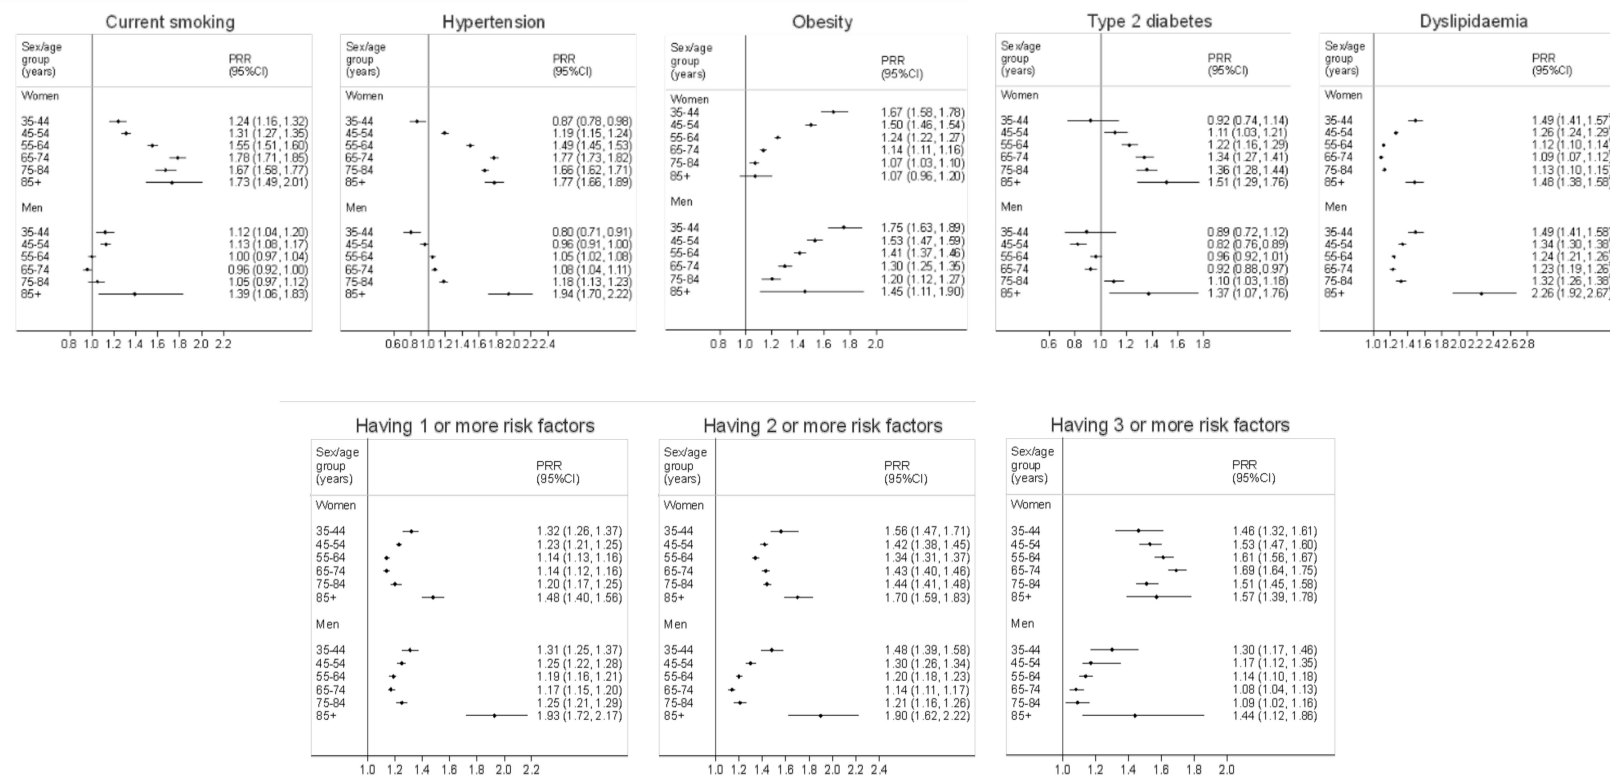 Current smoking
Sex/age
group
(years)
PRR
(95%CI)
Women
35-44 1.24 (1.16, 1.32)
45-54 1.31 (1.27, 1.35)
55-64 1.55 (1.51, 1.60)
65-74 1.78 (1.71, 1.85)
75-84 1.67 (1.58, 1.77)
85+ 1.73 (1.49, 2.01)
Men
35-44 1.12 (1.04, 1.20)
45-54 1.13 (1.08, 1.17)
55-64 1.00 (0.97, 1.04)
65-74 0.96 (0.92, 1.00)
75-84 1.05 (0.97, 1.12)
85+ 1.39 (1.06, 1.83)
0.8 1.0 1.2 1.4 1.6 1.8 2.0 2.2
Hypertension
Sex/age
group
(years)
PRR
(95%CI)
Women
35-44 0.87 (0.78, 0.98)
45-54 1.19 (1.15, 1.24)
55-64 1.49 (1.45, 1.53)
65-74 1.77 (1.73, 1.82)
75-84 1.66 (1.62, 1.71)
85+ 1.77 (1.66, 1.89)
Men
35-44 0.80 (0.71, 0.91)
45-54 0.96 (0.91, 1.00)
55-64 1.05 (1.02, 1.08)
65-74 1.08 (1.04, 1.11)
75-84 1.18 (1.13, 1.23)
85+ 1.94 (1.70, 2.22)
0.6 0.8 1.0 1.2 1.4 1.6 1.8 2.0 2.2 2.4
Obesity
Sex/age
group
(years)
PRR
(95%CI)
Women
35-44 1.67 (1.58, 1.78)
45-54 1.50 (1.46, 1.54)
55-64 1.24 (1.22, 1.27)
65-74 1.14 (1.11, 1.16)
75-84 1.07 (1.03, 1.10)
85+ 1.07 (0.96, 1.20)
Men
35-44 1.75 (1.63, 1.89)
45-54 1.53 (1.47, 1.59)
55-64 1.41 (1.37, 1.46)
65-74 1.30 (1.25, 1.35)
75-84 1.20 (1.12, 1.27)
85+ 1.45 (1.11, 1.90)
0.8 1.0 1.2 1.4 1.6 1.8 2.0
Type 2 diabetes
Sex/age
group
(years)
PRR
(95%CI)
Women
35-44 0.92 (0.74, 1.14)
45-54 1.11 (1.03, 1.21)
55-64 1.22 (1.16, 1.29)
65-74 1.34 (1.27, 1.41)
75-84 1.36 (1.28, 1.44)
85+ 1.51 (1.29, 1.76)
Men
35-44 0.89 (0.72, 1.12)
45-54 0.82 (0.76, 0.89)
55-64 0.96 (0.92, 1.01)
65-74 0.92 (0.88, 0.97)
75-84 1.10 (1.03, 1.18)
85+ 1.37 (1.07, 1.76)
0.6 0.8 1.0 1.2 1.4 1.6 1.8
Dyslipidaemia
Sex/age
group
(years)
PRR
(95%CI)
Women
35-44 1.49 (1.41, 1.57)
45-54 1.26 (1.24, 1.29)
55-64 1.12 (1.10, 1.14)
65-74 1.09 (1.07, 1.12)
75-84 1.13 (1.10, 1.15)
85+ 1.48 (1.38, 1.58)
Men
35-44 1.49 (1.41, 1.58)
45-54 1.34 (1.30, 1.38)
55-64 1.24 (1.21, 1.26)
65-74 1.23 (1.19, 1.26)
75-84 1.32 (1.26, 1.38)
85+ 2.26 (1.92, 2.67)
1.0 1.2 1.4 1.6 1.8 2.0 2.2 2.4 2.6 2.8
Having 1 or more risk factors
Sex/age
group
(years)
PRR
(95%CI)
Women
35-44 1.32 (1.26, 1.37)
45-54 1.23 (1.21, 1.25)
55-64 1.14 (1.13, 1.16)
65-74 1.14 (1.12, 1.16)
75-84 1.20 (1.17, 1.25)
85+ 1.48 (1.40, 1.56)
Men
35-44 1.31 (1.25, 1.37)
45-54 1.25 (1.22, 1.28)
55-64 1.19 (1.16, 1.21)
65-74 1.17 (1.15, 1.20)
75-84 1.25 (1.21, 1.29)
85+ 1.93 (1.72, 2.17)
1.0 1.2 1.4 1.6 1.8 2.0 2.2
Having 2 or more risk factors
Sex/age
group
(years)
PRR
(95%CI)
Women
35-44 1.56 (1.47, 1.71)
45-54 1.42 (1.38, 1.45)
55-64 1.34 (1.31, 1.37)
65-74 1.43 (1.40, 1.46)
75-84 1.44 (1.41, 1.48)
85+ 1.70 (1.59, 1.83)
Men
35-44 1.48 (1.39, 1.58)
45-54 1.30 (1.26, 1.34)
55-64 1.20 (1.18, 1.23)
65-74 1.14 (1.11, 1.17)
75-84 1.21 (1.16, 1.26)
85+ 1.90 (1.62, 2.22)
1.0 1.2 1.4 1.6 1.8 2.0 2.2 2.4
Having 3 or more risk factors
Sex/age
group
(years)
PRR
(95%CI)
Women
35-44 1.46 (1.32, 1.61)
45-54 1.53 (1.47, 1.60)
55-64 1.61 (1.56, 1.67)
65-74 1.69 (1.64, 1.75)
75-84 1.51 (1.45, 1.58)
85+ 1.57 (1.39, 1.78)
Men
35-44 1.30 (1.17, 1.46)
45-54 1.17 (1.12, 1.35)
55-64 1.14 (1.10, 1.18)
65-74 1.08 (1.04, 1.13)
75-84 1.09 (1.02, 1.16)
85+ 1.44 (1.12, 1.86)
1.0 1.2 1.4 1.6 1.8 2.0